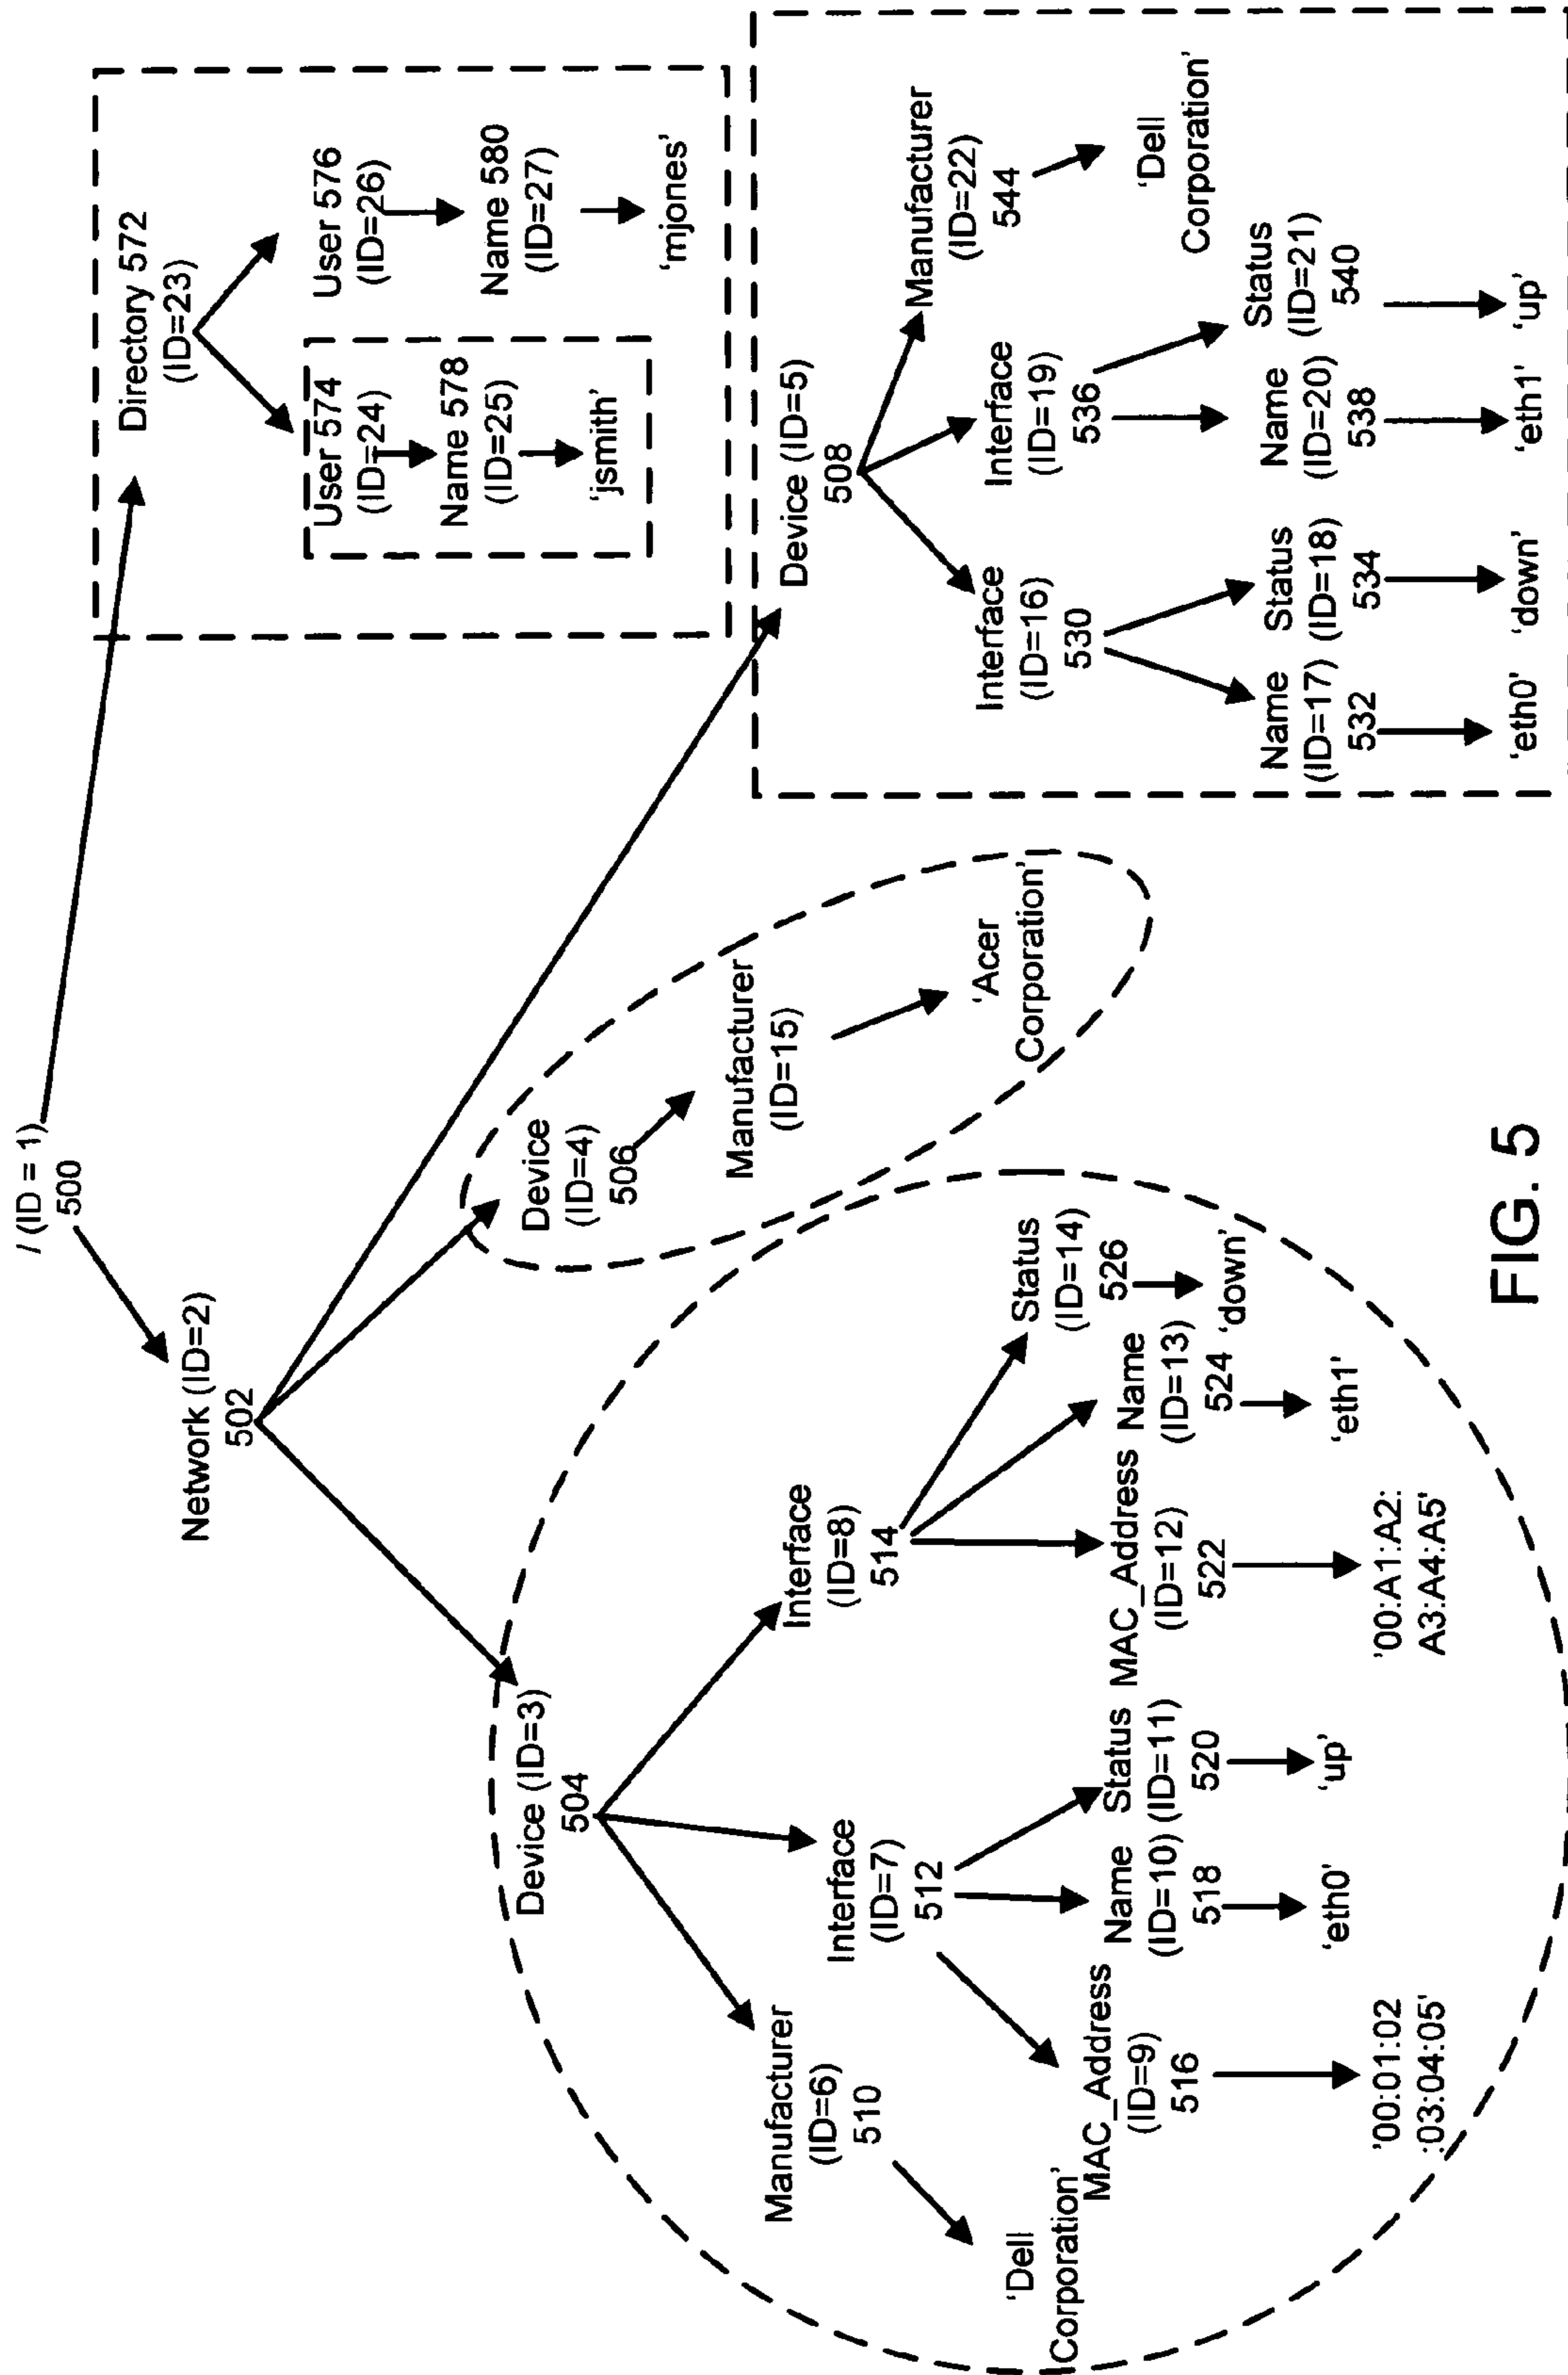 / (ID = 1)
500
Network (ID=2)
502
Directory 572
(ID=23)
User 574
(ID=24)
Name 578
(ID=25)
‘jsmith’
User 576
(ID=26)
Name 580
(ID=27)
‘mjones’
Device (ID=3)
504
Manufacturer
(ID=6)
510
‘Dell
Corporation’
Interface
(ID=7)
512
MAC_Address
(ID=9)
516
'00:01:02
:03:04:05'
Name
(ID=10)
518
‘eth0’
Status
(ID=11)
520
‘up’
Interface
(ID=8)
514
MAC_Address
(ID=12)
522
'00:A1:A2:
A3:A4:A5'
Name
(ID=13)
524
‘eth1’
Status
(ID=14)
526
‘down’
Device
(ID=4)
506
Manufacturer
(ID=15)
‘Acer
Corporation’
Device (ID=5)
508
Interface
(ID=16)
530
Name
(ID=17)
532
‘eth0’
Status
(ID=18)
534
‘down’
Interface
(ID=19)
536
Name
(ID=20)
538
‘eth1’
Status
(ID=21)
540
‘up’
Manufacturer
(ID=22)
544
‘Dell
Corporation’
FIG. 5